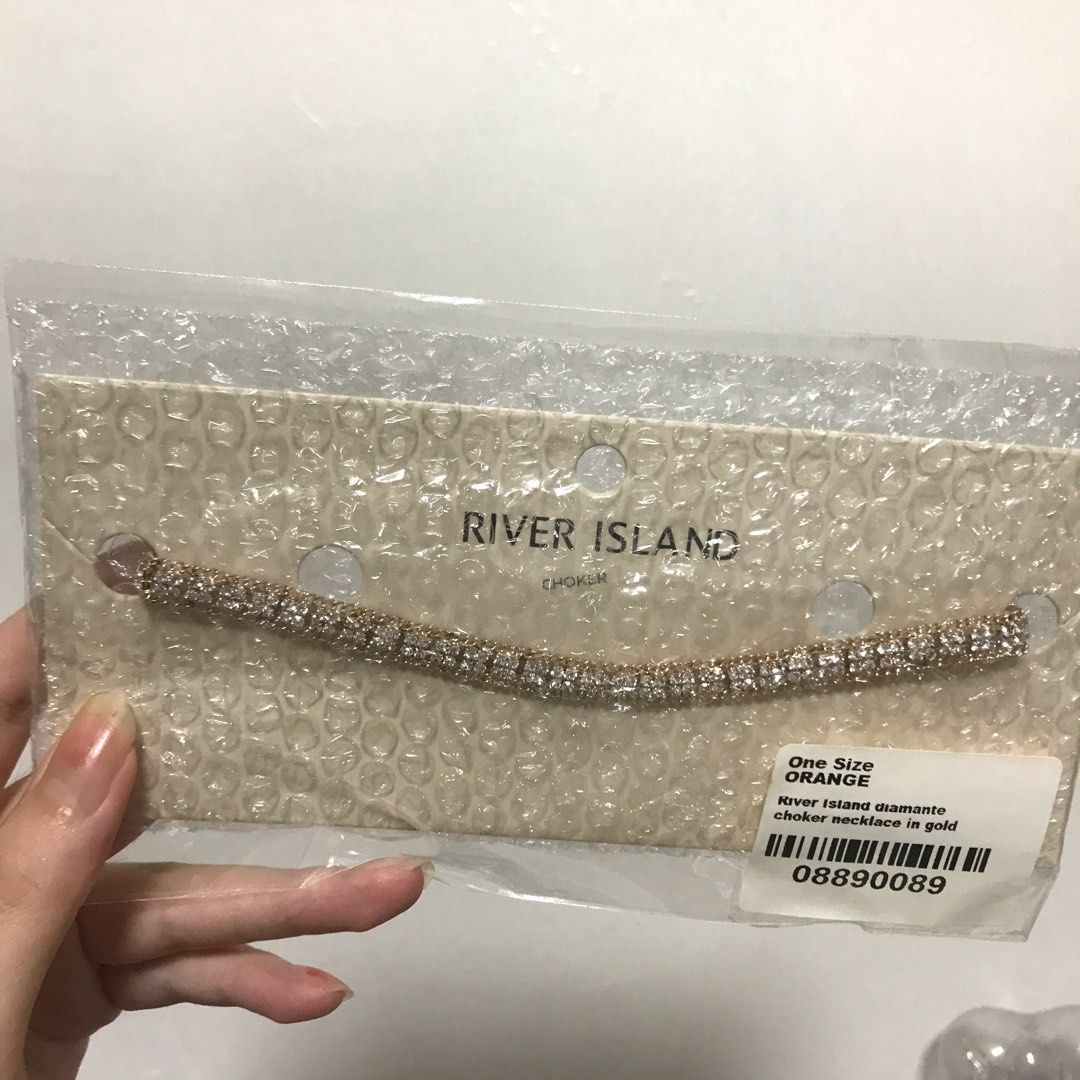 RIVER ISLAND
CHOKER
One Size
ORANGE
River Island diamante
choker necklace in gold
08890089